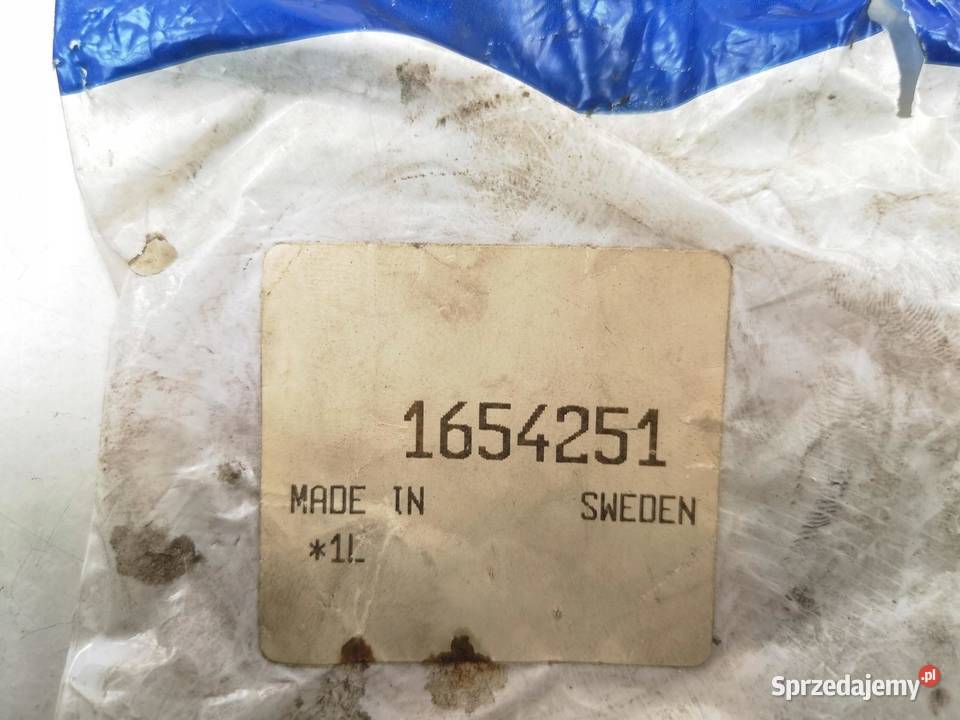 1654251
MADE IN SWEDEN
*1L
Sprzedajemy.pl